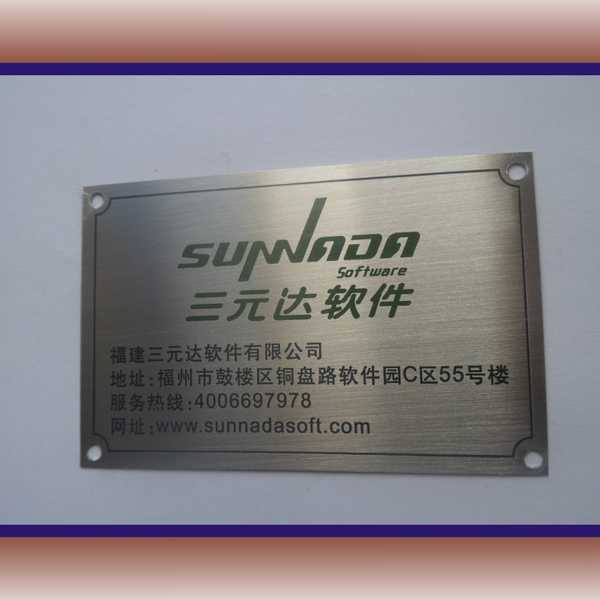 SUNNADA
Software
三元达软件
福建三元达软件有限公司
地址:福州市鼓楼区铜盘路软件园C区55号楼
服务热线:4006697978
网址:www.sunnadasoft.com